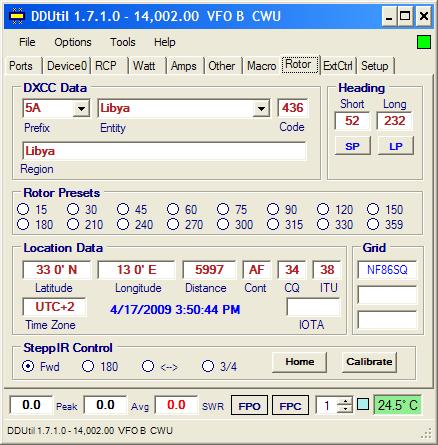 DDUtil 1.7.1.0 - 14,002.00 VFO B CWU
File Options Tools Help
Ports Device0 RCP Watt Amps Other Macro Rotor ExtCtrl Setup
DXCC Data
5A Libya 436
Prefix Entity Code
Libya
Region
Heading
Short Long
52 232
SP LP
Rotor Presets
15 30 45 60 75 90 120 150
180 210 240 270 300 315 330 359
Location Data
33 0' N 13 0' E 5997 AF 34 38
Latitude Longitude Distance Cont CQ ITU
UTC+2 4/17/2009 3:50:44 PM
Time Zone IOTA
Grid
NF86SQ
SteppIR Control
Fwd 180 <--> 3/4 Home Calibrate
0.0 Peak 0.0 Avg 0.0 SWR FPO FPC 1 24.5° C
DDUtil 1.7.1.0 - 14,002.00 VFO B CWU